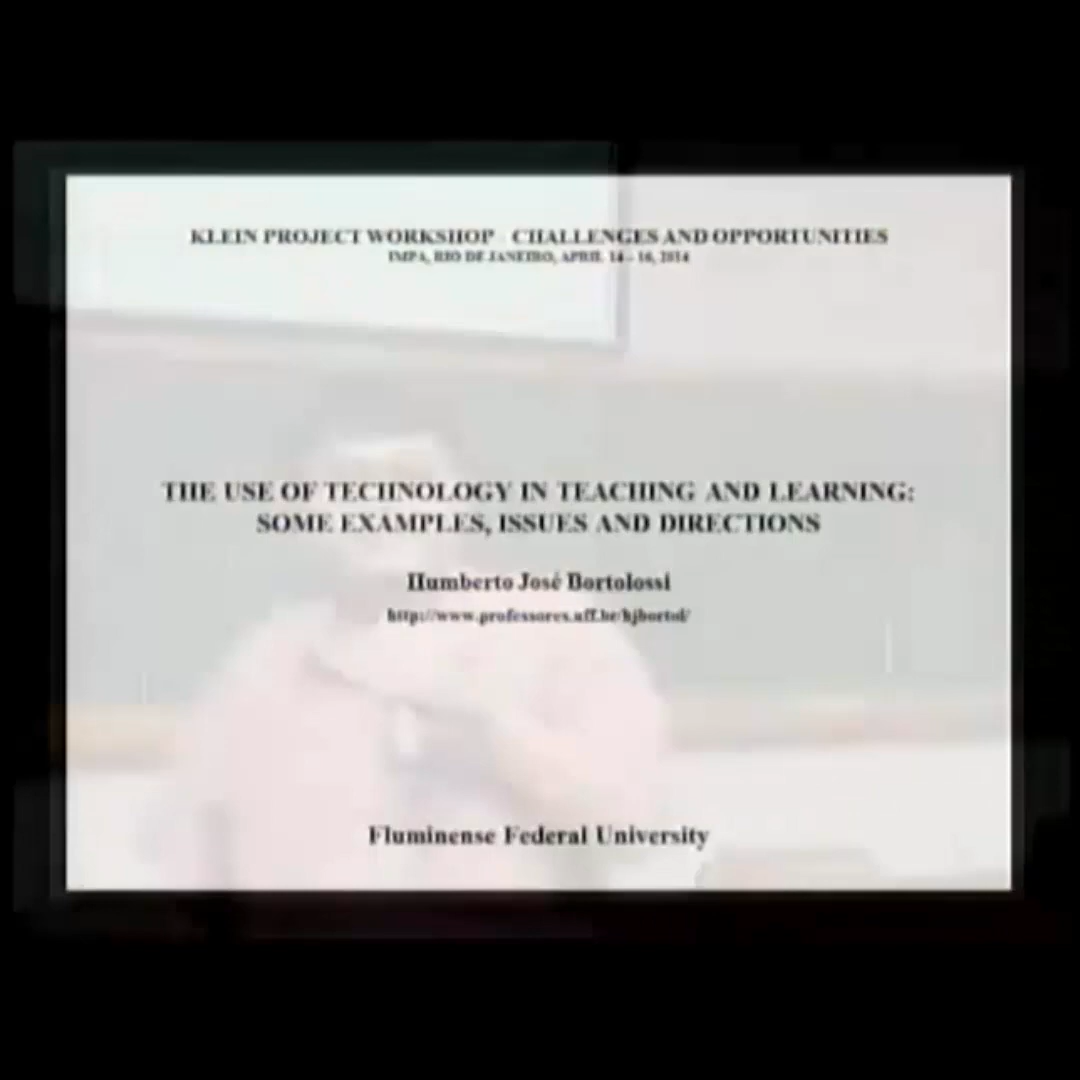 KLEIN PROJECT WORKSHOP - CHALLENGES AND OPPORTUNITIES
IMPA, RIO DE JANEIRO, APRIL 14 – 16, 2014
THE USE OF TECHNOLOGY IN TEACHING AND LEARNING:
SOME EXAMPLES, ISSUES AND DIRECTIONS
Humberto José Bortolossi
http://www.professores.uff.br/hjbortol/
Fluminense Federal University